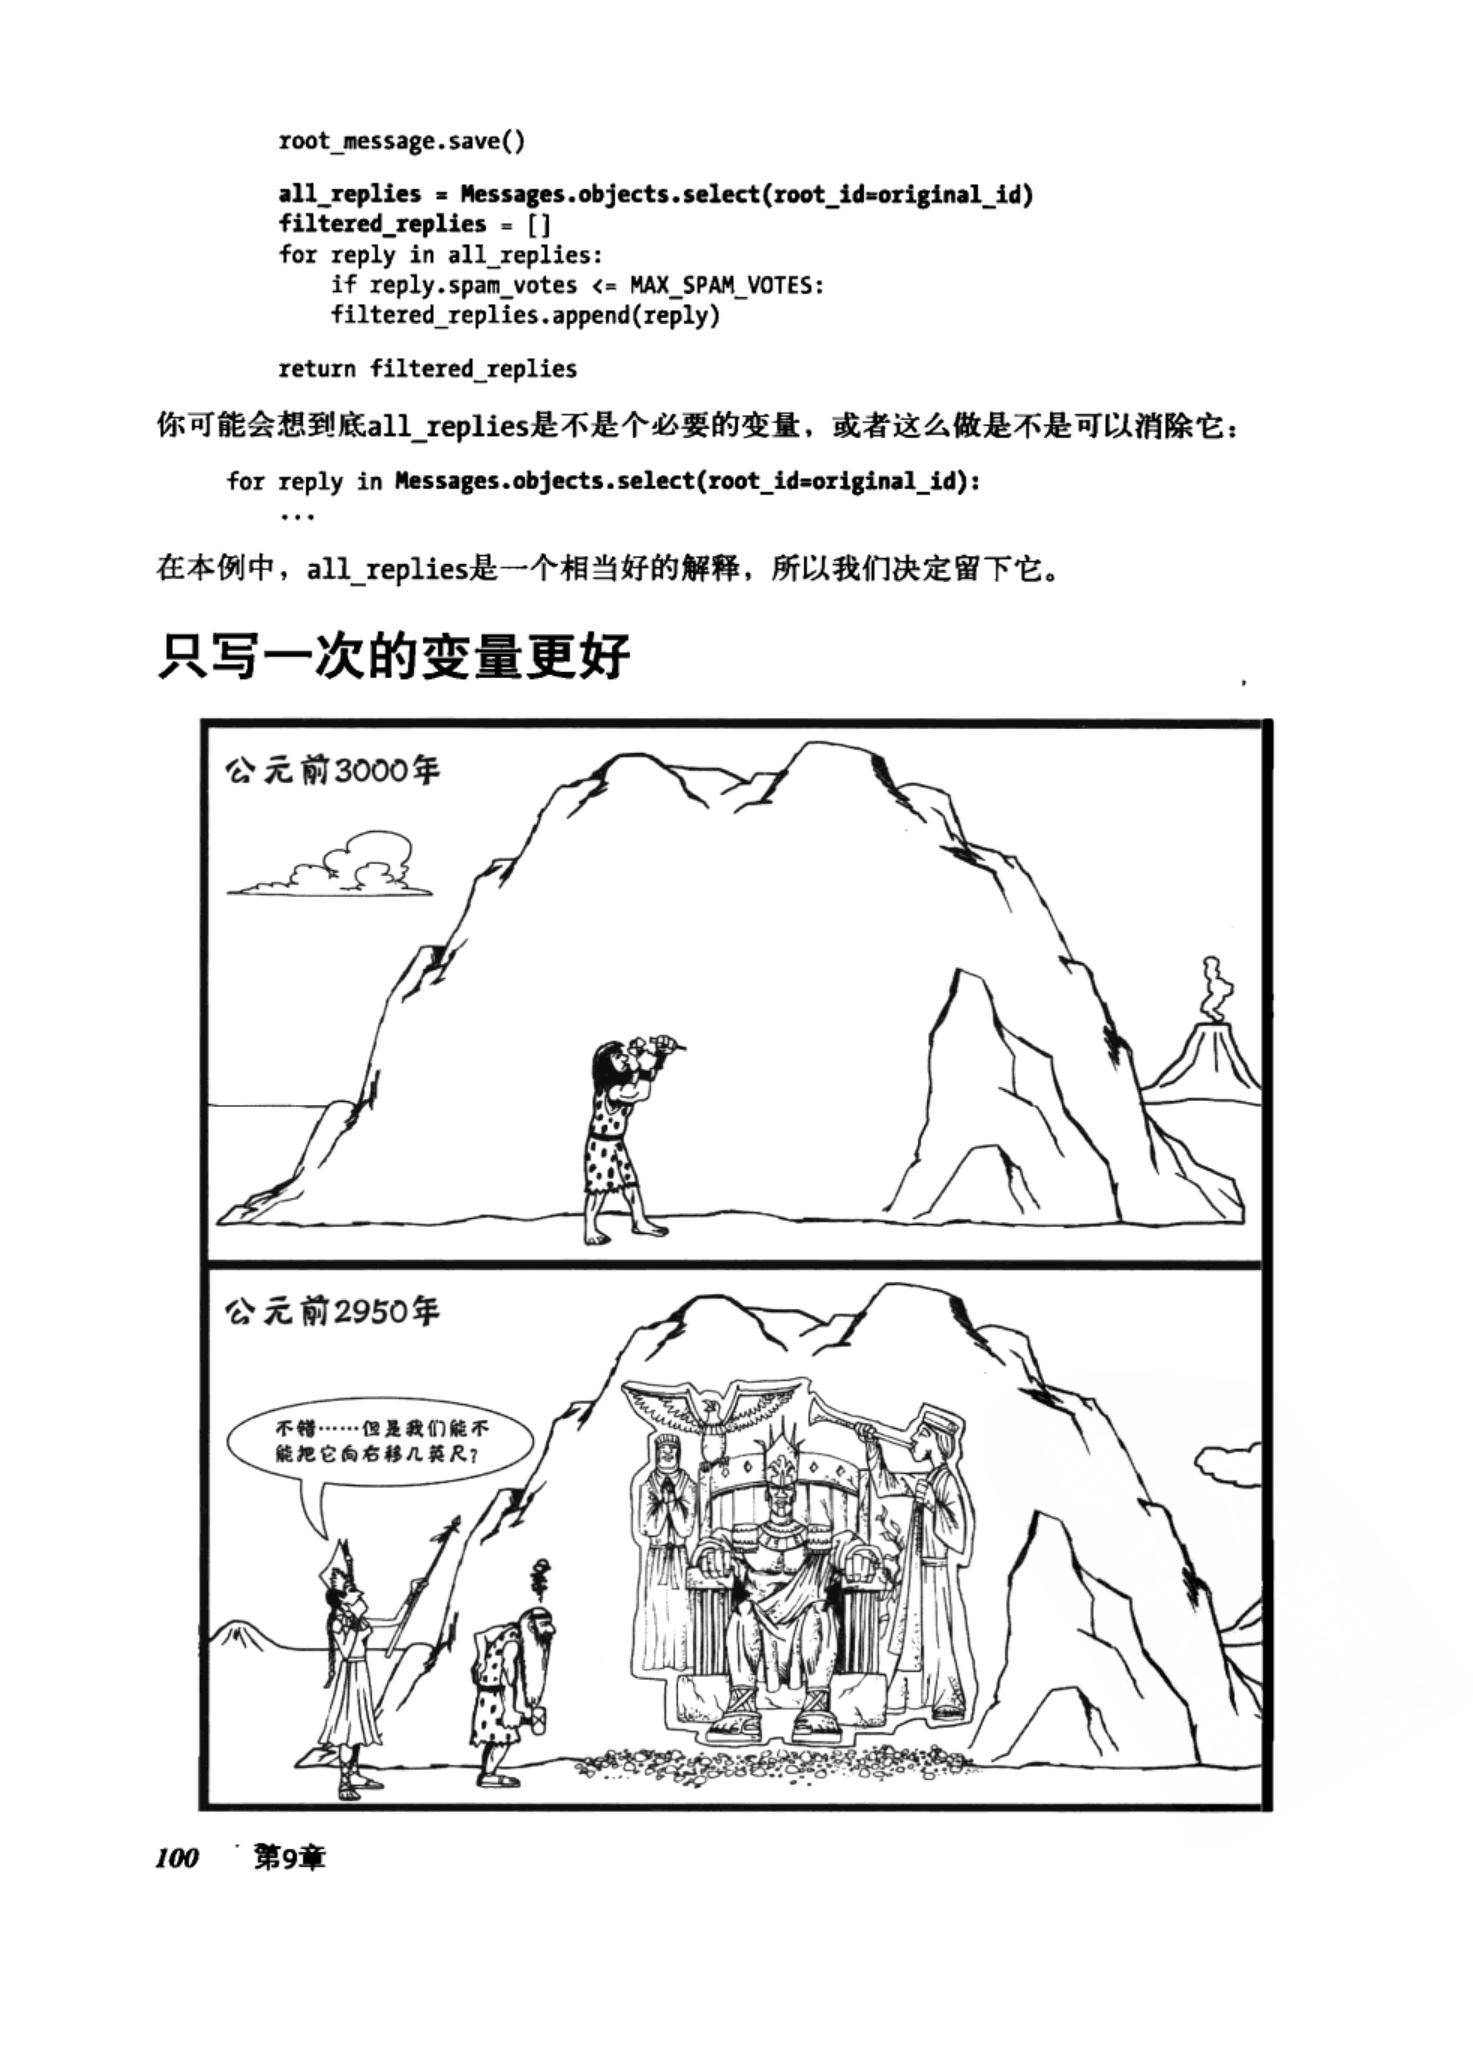 root_message.save()
all_replies = Messages.objects.select(root_id=original_id)
filtered_replies = []
for reply in all_replies:
    if reply.spam_votes <= MAX_SPAM_VOTES:
    filtered_replies.append(reply)
return filtered_replies
你可能会想到底all_replies是不是个必要的变量，或者这么做是不是可以消除它：
for reply in Messages.objects.select(root_id=original_id):
    ...
在本例中，all_replies是一个相当好的解释，所以我们决定留下它。
只写一次的变量更好
公元前3000年
公元前2950年
不错……但是我们能不
能把它向右移几英尺？
100 第9章